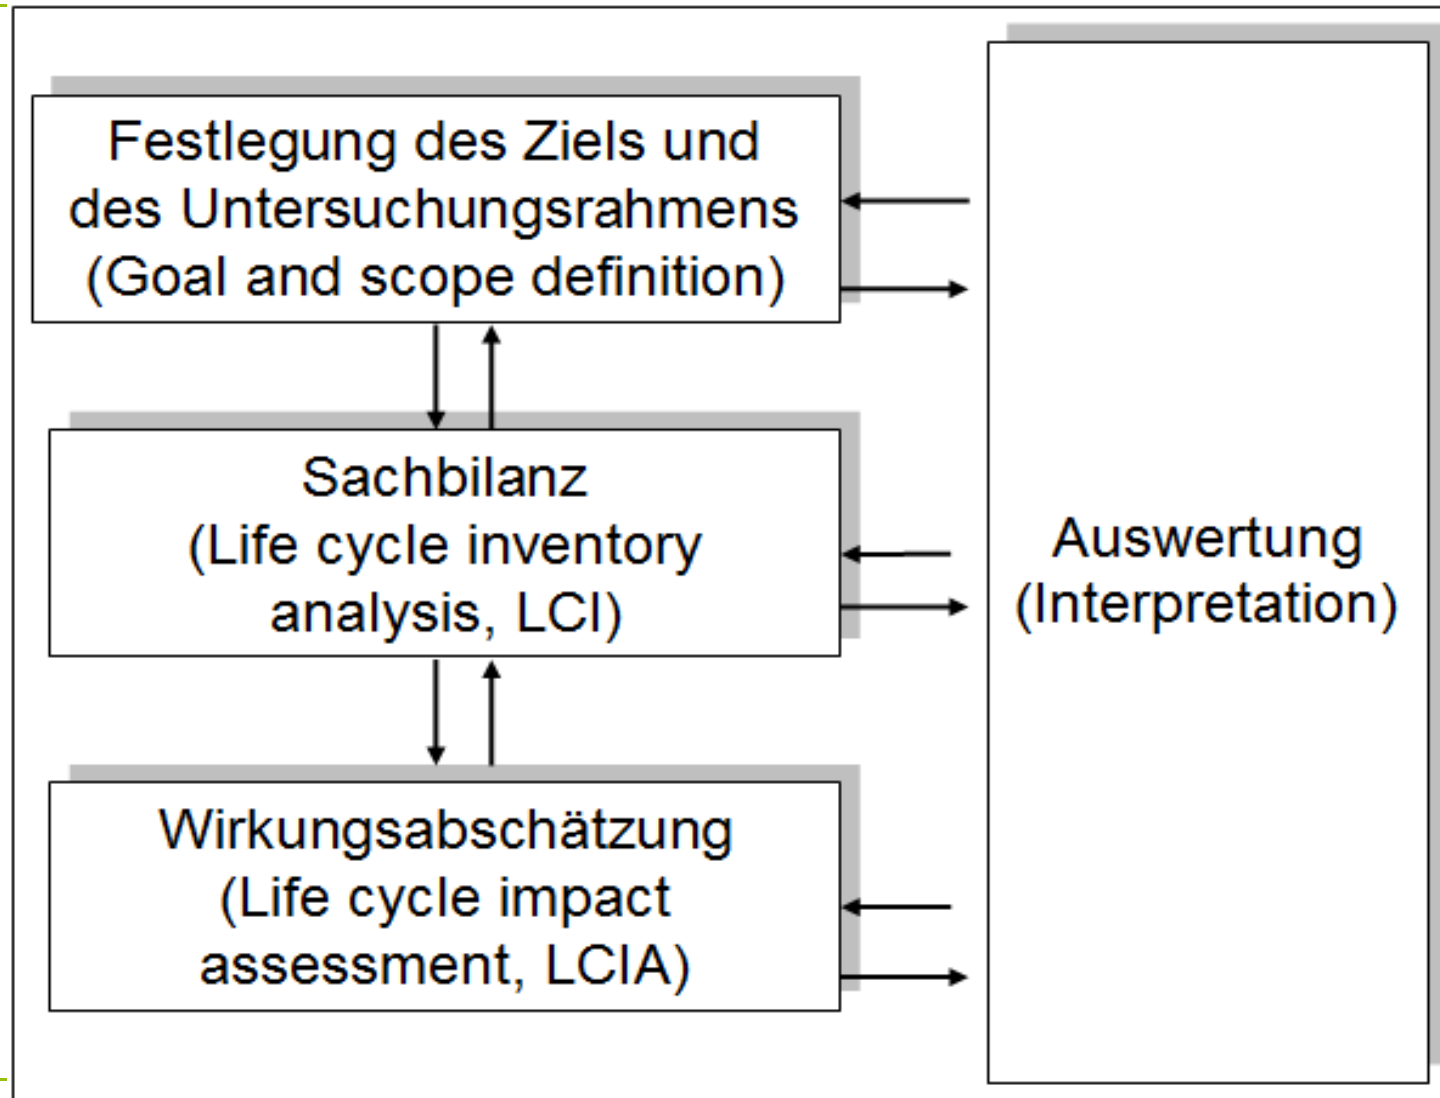 Festlegung des Ziels und
des Untersuchungsrahmens
(Goal and scope definition)
Sachbilanz
(Life cycle inventory
analysis, LCI)
Wirkungsabschätzung
(Life cycle impact
assessment, LCIA)
Auswertung
(Interpretation)